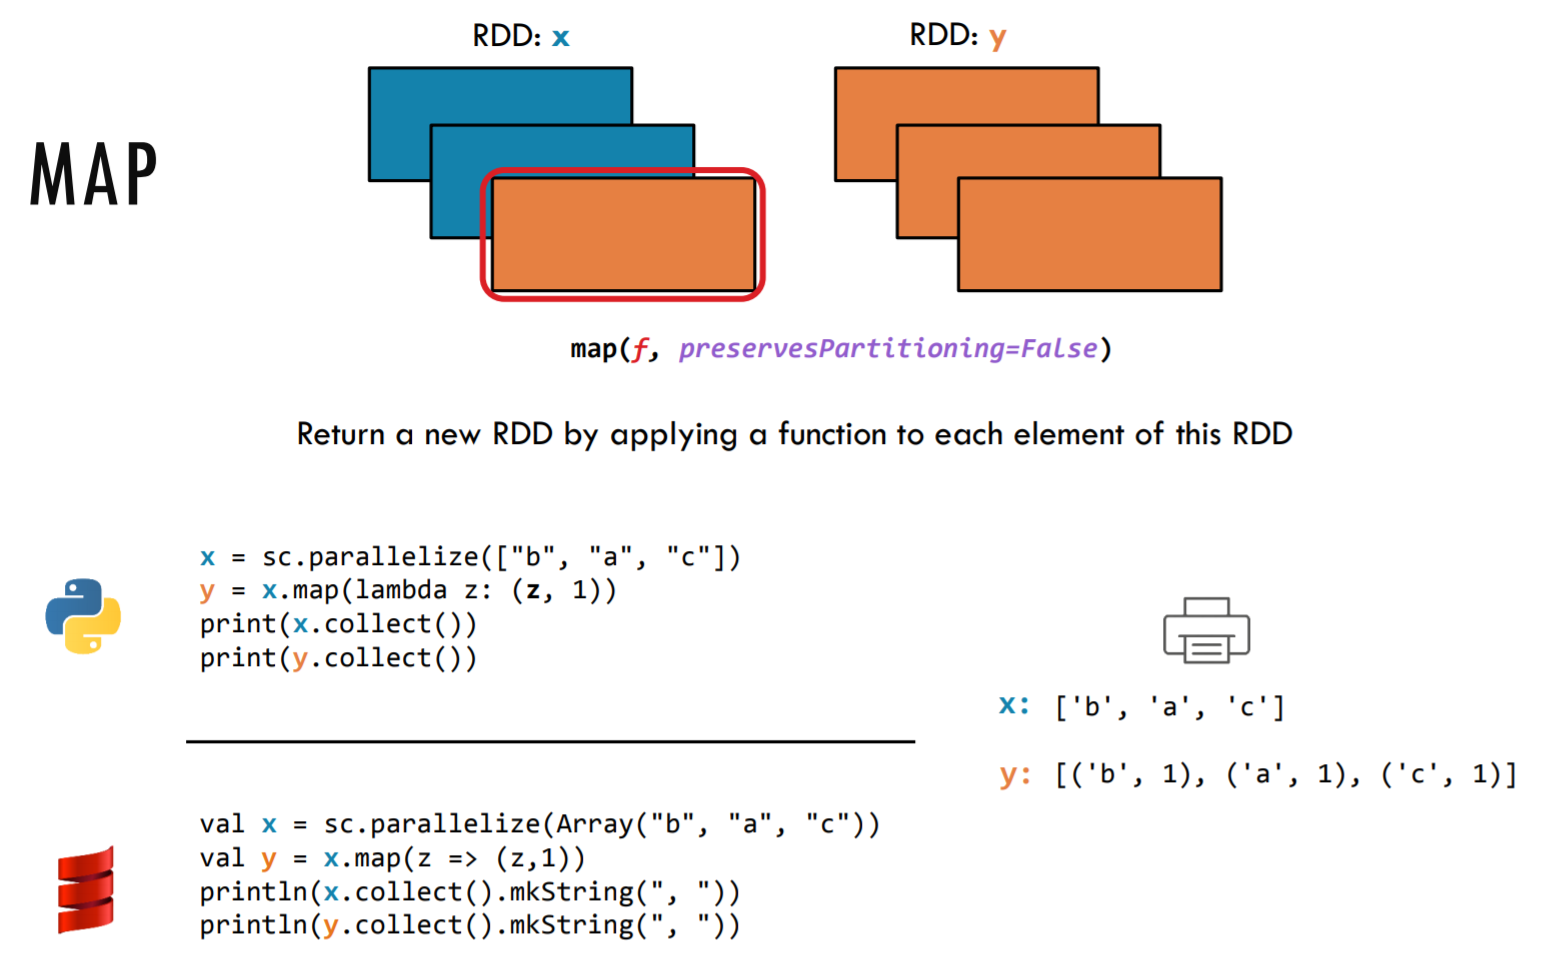 RDD: x
RDD: y
MAP
map(f, preservesPartitioning=False)
Return a new RDD by applying a function to each element of this RDD
x = sc.parallelize(["b", "a", "c"])
y = x.map(lambda z: (z, 1))
print(x.collect())
print(y.collect())
x: ['b', 'a', 'c']
y: [('b', 1), ('a', 1), ('c', 1)]
val x = sc.parallelize(Array("b", "a", "c"))
val y = x.map(z => (z,1))
println(x.collect().mkString(", "))
println(y.collect().mkString(", "))